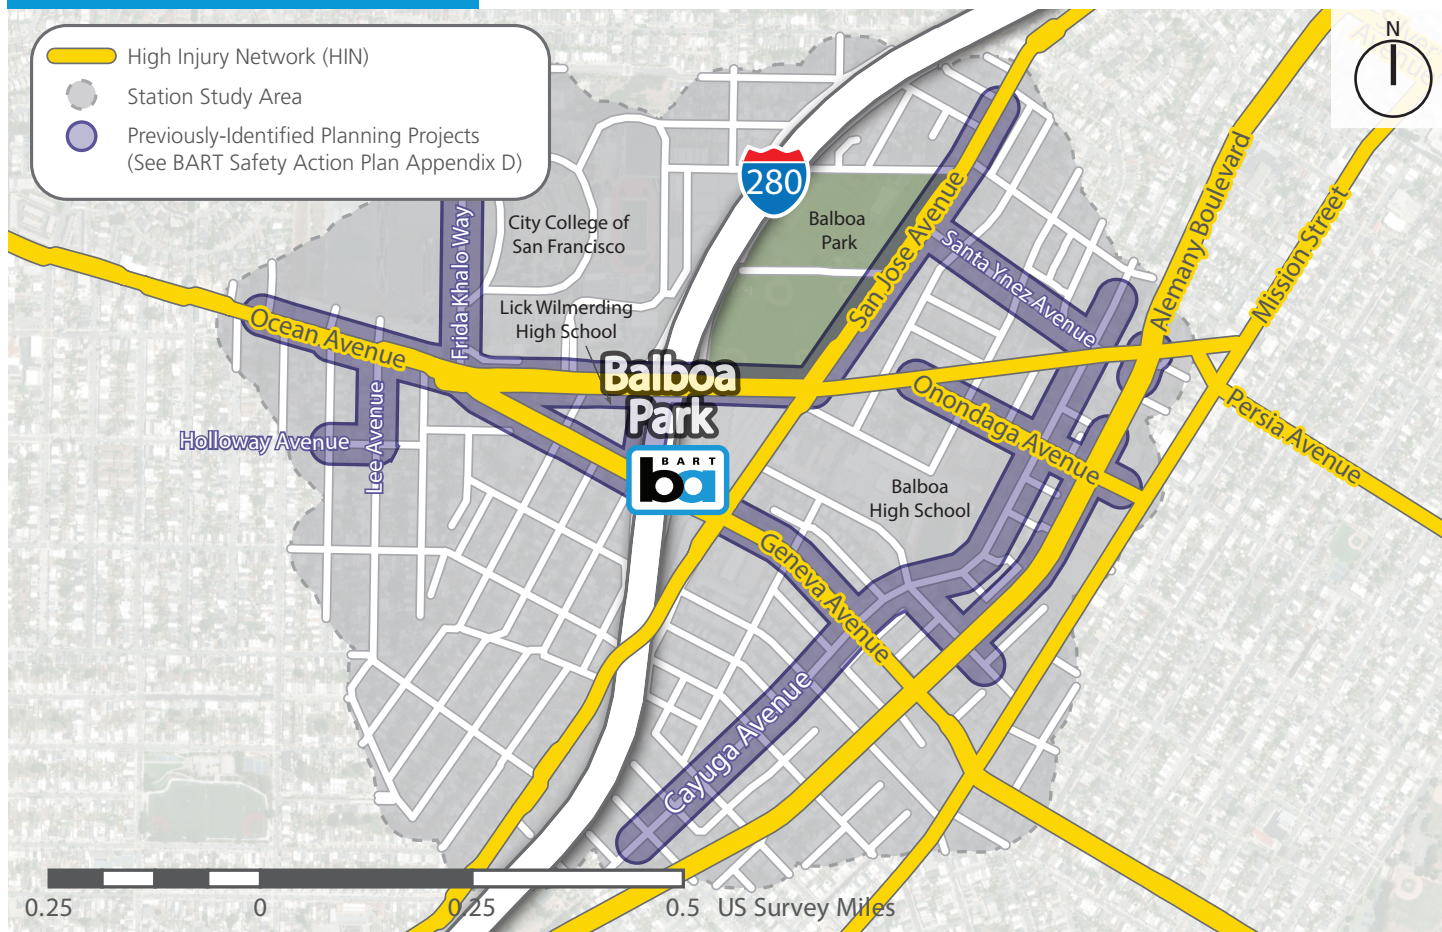 High Injury Network (HIN)
Station Study Area
Previously-Identified Planning Projects
(See BART Safety Action Plan Appendix D)
N
280
City College of
San Francisco
Balboa
Park
Lick Wilmerding
High School
Frida Khalo Way
San Jose Avenue
Santa Ynez Avenue
Alemany Boulevard
Mission Street
Ocean Avenue
Balboa
Park
BART
ba
Lee Avenue
Holloway Avenue
Onondaga Avenue
Persia Avenue
Balboa
High School
Geneva Avenue
Cayuga Avenue
0.25 0 0.25 0.5 US Survey Miles